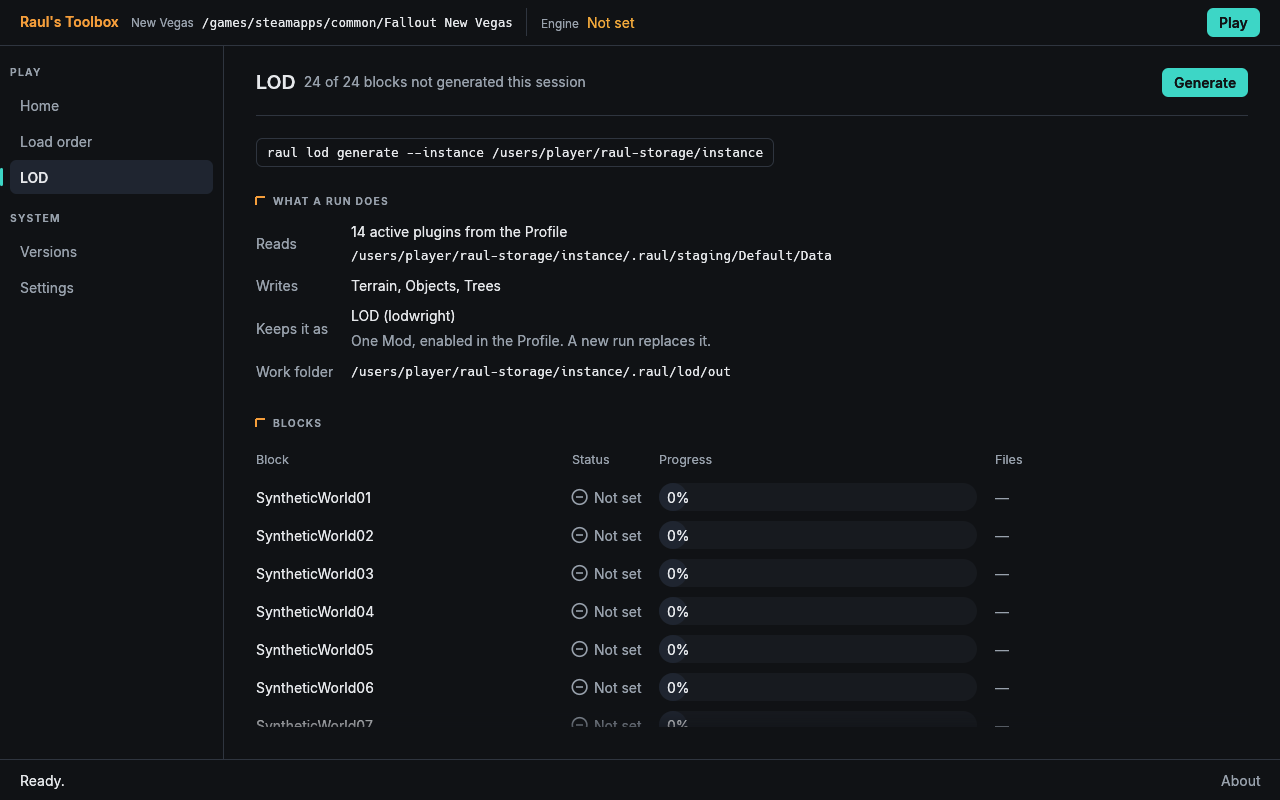 Raul's Toolbox New Vegas /games/steamapps/common/Fallout New Vegas Engine Not set Play
PLAY
Home
Load order
LOD
SYSTEM
Versions
Settings
LOD 24 of 24 blocks not generated this session Generate
raul lod generate --instance /users/player/raul-storage/instance
WHAT A RUN DOES
Reads 14 active plugins from the Profile
/users/player/raul-storage/instance/.raul/staging/Default/Data
Writes Terrain, Objects, Trees
Keeps it as LOD (lodwright)
One Mod, enabled in the Profile. A new run replaces it.
Work folder /users/player/raul-storage/instance/.raul/lod/out
BLOCKS
Block Status Progress Files
SyntheticWorld01 Not set 0% —
SyntheticWorld02 Not set 0% —
SyntheticWorld03 Not set 0% —
SyntheticWorld04 Not set 0% —
SyntheticWorld05 Not set 0% —
SyntheticWorld06 Not set 0% —
SyntheticWorld07 Not set 0% —
Ready. About